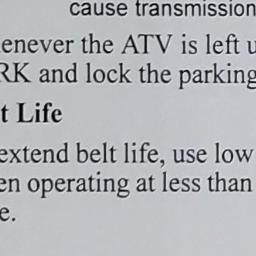 cause transmission
enever the ATV is left u
RK and lock the parking
t Life
extend belt life, use low
en operating at less than
e.